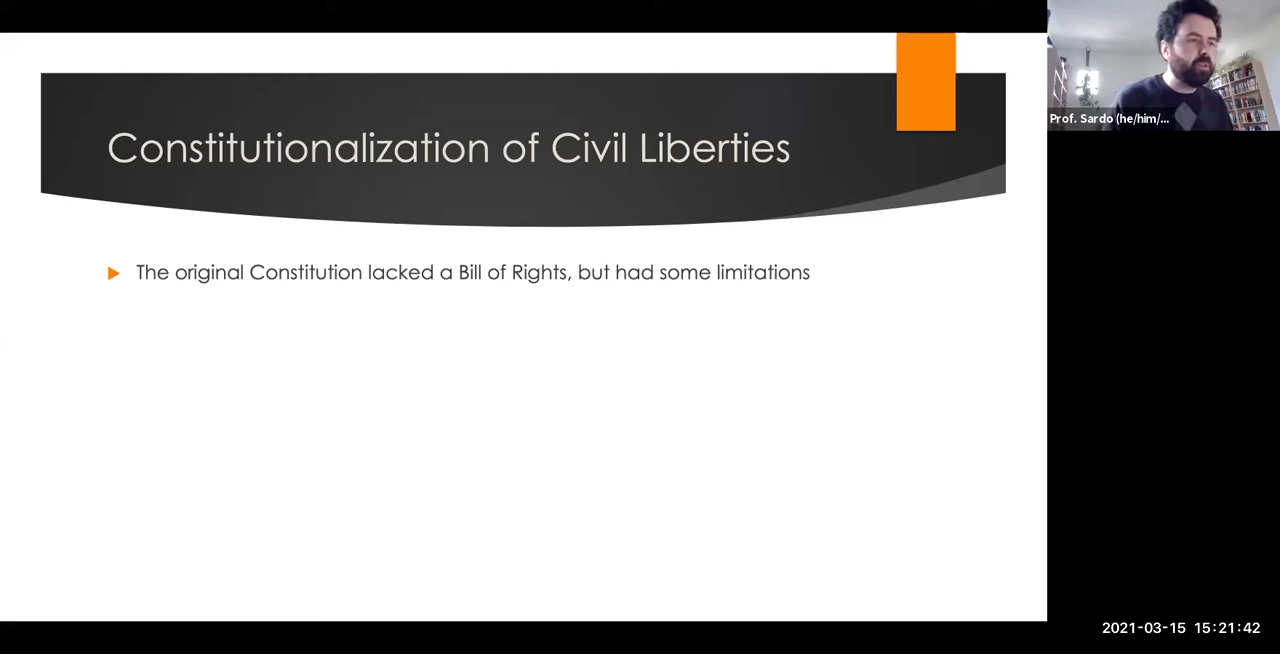 Constitutionalization of Civil Liberties
The original Constitution lacked a Bill of Rights, but had some limitations
Prof. Sardo (he/him/...
2021-03-15 15:21:42